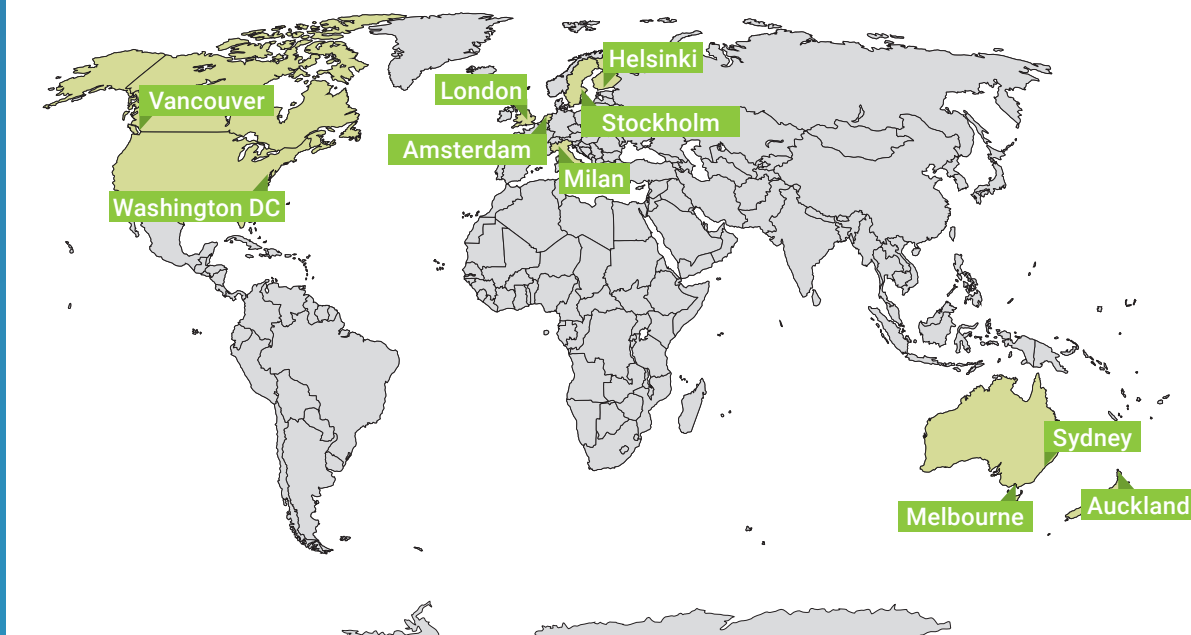 Helsinki
London
Vancouver
Stockholm
Amsterdam
Milan
Washington DC
Sydney
Auckland
Melbourne